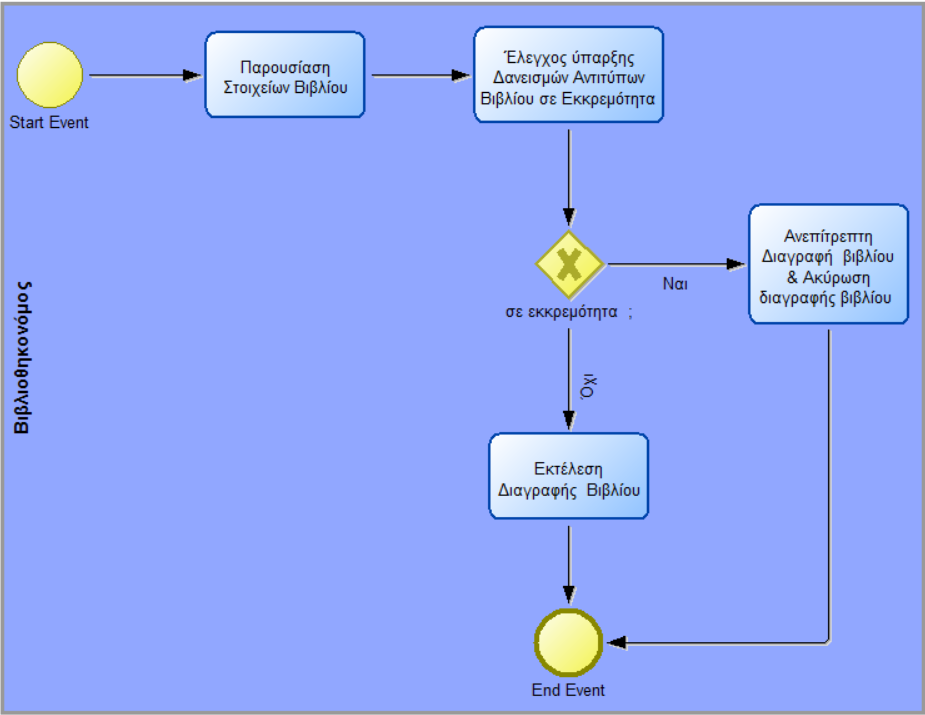 Παρουσίαση
Στοιχείων Βιβλίου
Έλεγχος ύπαρξης
Δανεισμών Αντιτύπων
Βιβλίου σε Εκκρεμότητα
Start Event
Ανεπίτρεπτη
Διαγραφή βιβλίου
& Ακύρωση
διαγραφής βιβλίου
Ναι
σε εκκρεμότητα ;
Όχι
Βιβλιοθηκονόμος
Εκτέλεση
Διαγραφής Βιβλίου
End Event